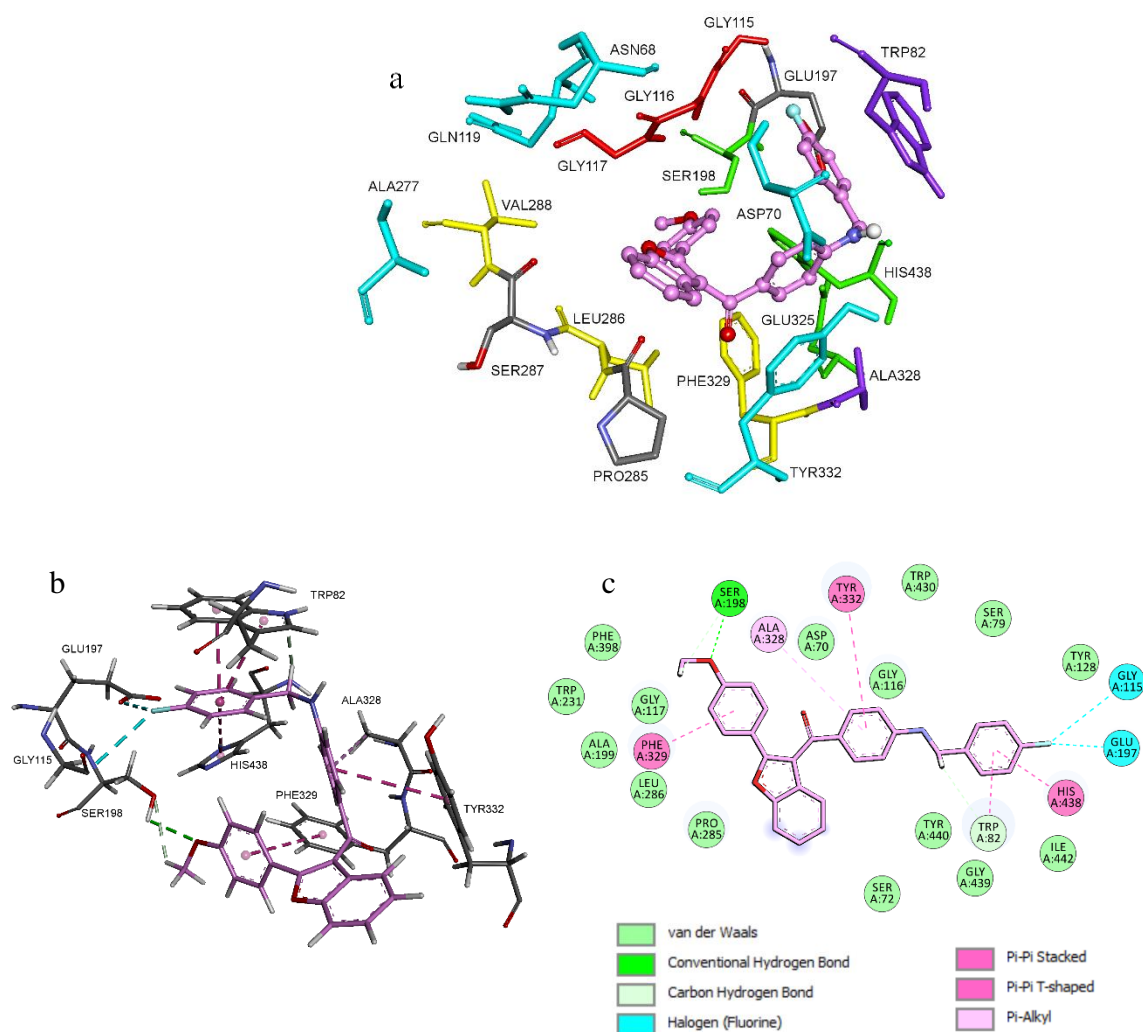 a
GLY115
TRP82
ASN68
GLU197
GLY116
GLN119
GLY117
SER198
ALA277
VAL288
ASP70
HIS438
LEU286
GLU325
SER287
PHE329
ALA328
PRO285
TYR332
b
TRP82
GLU197
ALA328
GLY115
HIS438
SER198
PHE329
TYR332
c
SER
A:198
TYR
A:332
TRP
A:430
SER
A:79
ALA
A:328
ASP
A:70
PHE
A:398
TYR
A:128
GLY
A:115
TRP
A:231
GLY
A:117
GLY
A:116
GLU
A:197
ALA
A:199
PHE
A:329
LEU
A:286
HIS
A:438
PRO
A:285
TYR
A:440
TRP
A:82
ILE
A:442
SER
A:72
GLY
A:439
van der Waals
Conventional Hydrogen Bond
Carbon Hydrogen Bond
Halogen (Fluorine)
Pi-Pi Stacked
Pi-Pi T-shaped
Pi-Alkyl